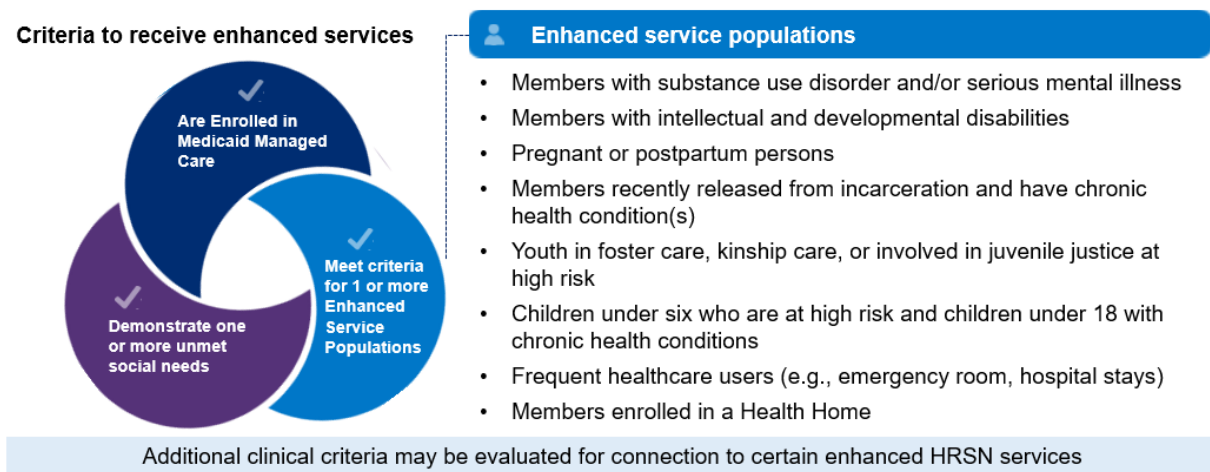 Criteria to receive enhanced services
Are Enrolled in
Medicaid Managed
Care
Meet criteria
for 1 or more
Enhanced
Service
Populations
Demonstrate one
or more unmet
social needs
Enhanced service populations
• Members with substance use disorder and/or serious mental illness
• Members with intellectual and developmental disabilities
• Pregnant or postpartum persons
• Members recently released from incarceration and have chronic
health condition(s)
• Youth in foster care, kinship care, or involved in juvenile justice at
high risk
• Children under six who are at high risk and children under 18 with
chronic health conditions
• Frequent healthcare users (e.g., emergency room, hospital stays)
• Members enrolled in a Health Home
Additional clinical criteria may be evaluated for connection to certain enhanced HRSN services